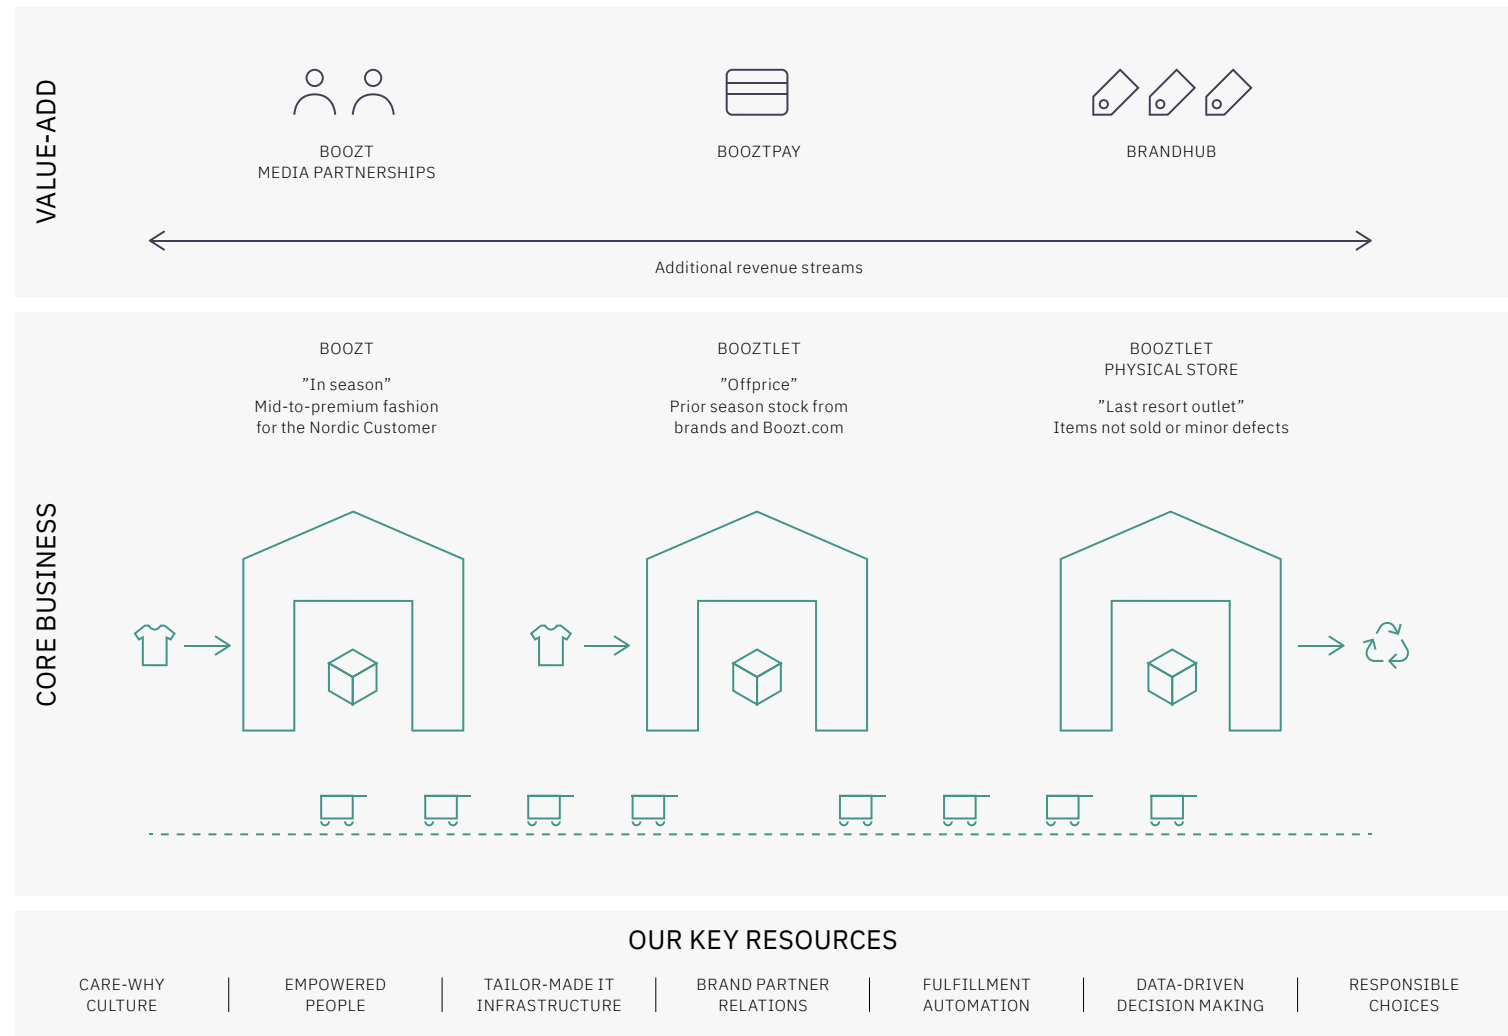 VALUE-ADD
BOOZT
MEDIA PARTNERSHIPS
BOOZTPAY
BRANDHUB
Additional revenue streams
CORE BUSINESS
BOOZT
”In season”
Mid-to-premium fashion
for the Nordic Customer
BOOZTLET
”Offprice”
Prior season stock from
brands and Boozt.com
BOOZTLET
PHYSICAL STORE
”Last resort outlet”
Items not sold or minor defects
OUR KEY RESOURCES
CARE-WHY
CULTURE
EMPOWERED
PEOPLE
TAILOR-MADE IT
INFRASTRUCTURE
BRAND PARTNER
RELATIONS
FULFILLMENT
AUTOMATION
DATA-DRIVEN
DECISION MAKING
RESPONSIBLE
CHOICES